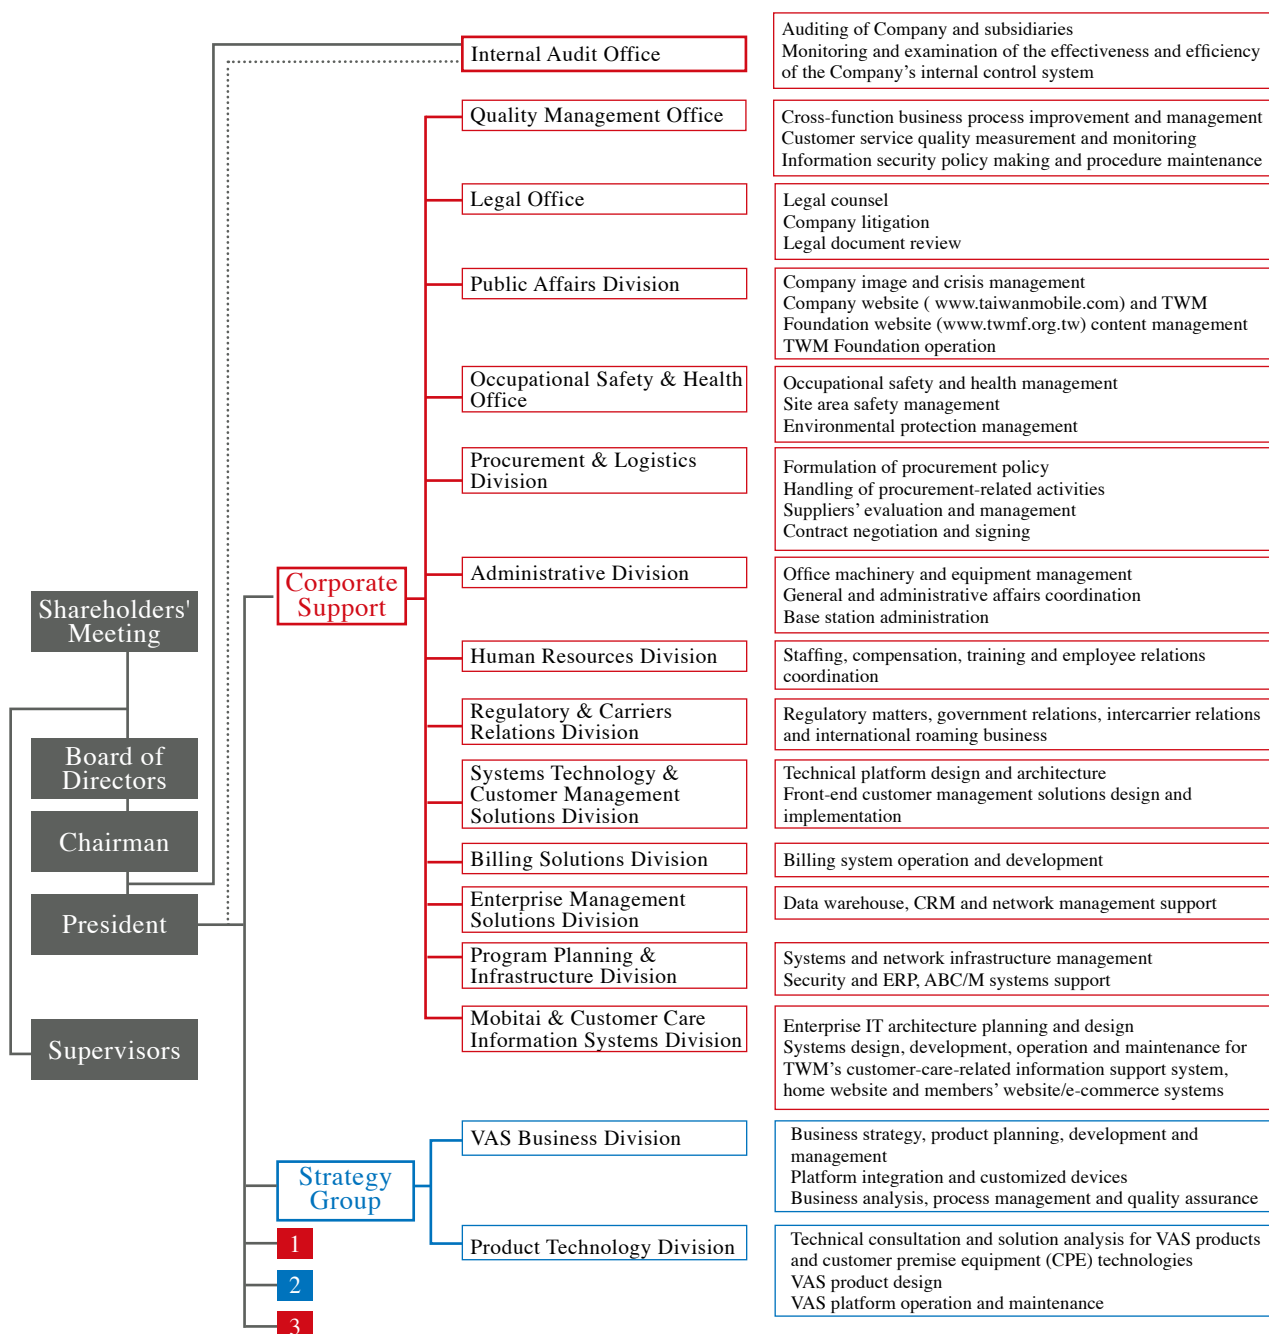 Internal Audit Office
Auditing of Company and subsidiaries
Monitoring and examination of the effectiveness and efficiency
of the Company’s internal control system
Quality Management Office
Cross-function business process improvement and management
Customer service quality measurement and monitoring
Information security policy making and procedure maintenance
Legal Office
Legal counsel
Company litigation
Legal document review
Public Affairs Division
Company image and crisis management
Company website ( www.taiwanmobile.com) and TWM
Foundation website (www.twmf.org.tw) content management
TWM Foundation operation
Occupational Safety & Health
Office
Occupational safety and health management
Site area safety management
Environmental protection management
Procurement & Logistics
Division
Formulation of procurement policy
Handling of procurement-related activities
Suppliers’ evaluation and management
Contract negotiation and signing
Corporate
Support
Administrative Division
Office machinery and equipment management
General and administrative affairs coordination
Base station administration
Shareholders'
Meeting
Human Resources Division
Staffing, compensation, training and employee relations
coordination
Regulatory & Carriers
Relations Division
Regulatory matters, government relations, intercarrier relations
and international roaming business
Board of
Directors
Systems Technology &
Customer Management
Solutions Division
Technical platform design and architecture
Front-end customer management solutions design and
implementation
Chairman
Billing Solutions Division
Billing system operation and development
President
Enterprise Management
Solutions Division
Data warehouse, CRM and network management support
Program Planning &
Infrastructure Division
Systems and network infrastructure management
Security and ERP, ABC/M systems support
Supervisors
Mobitai & Customer Care
Information Systems Division
Enterprise IT architecture planning and design
Systems design, development, operation and maintenance for
TWM’s customer-care-related information support system,
home website and members’ website/e-commerce systems
Strategy
Group
VAS Business Division
Business strategy, product planning, development and
management
Platform integration and customized devices
Business analysis, process management and quality assurance
Product Technology Division
Technical consultation and solution analysis for VAS products
and customer premise equipment (CPE) technologies
VAS product design
VAS platform operation and maintenance
1
2
3